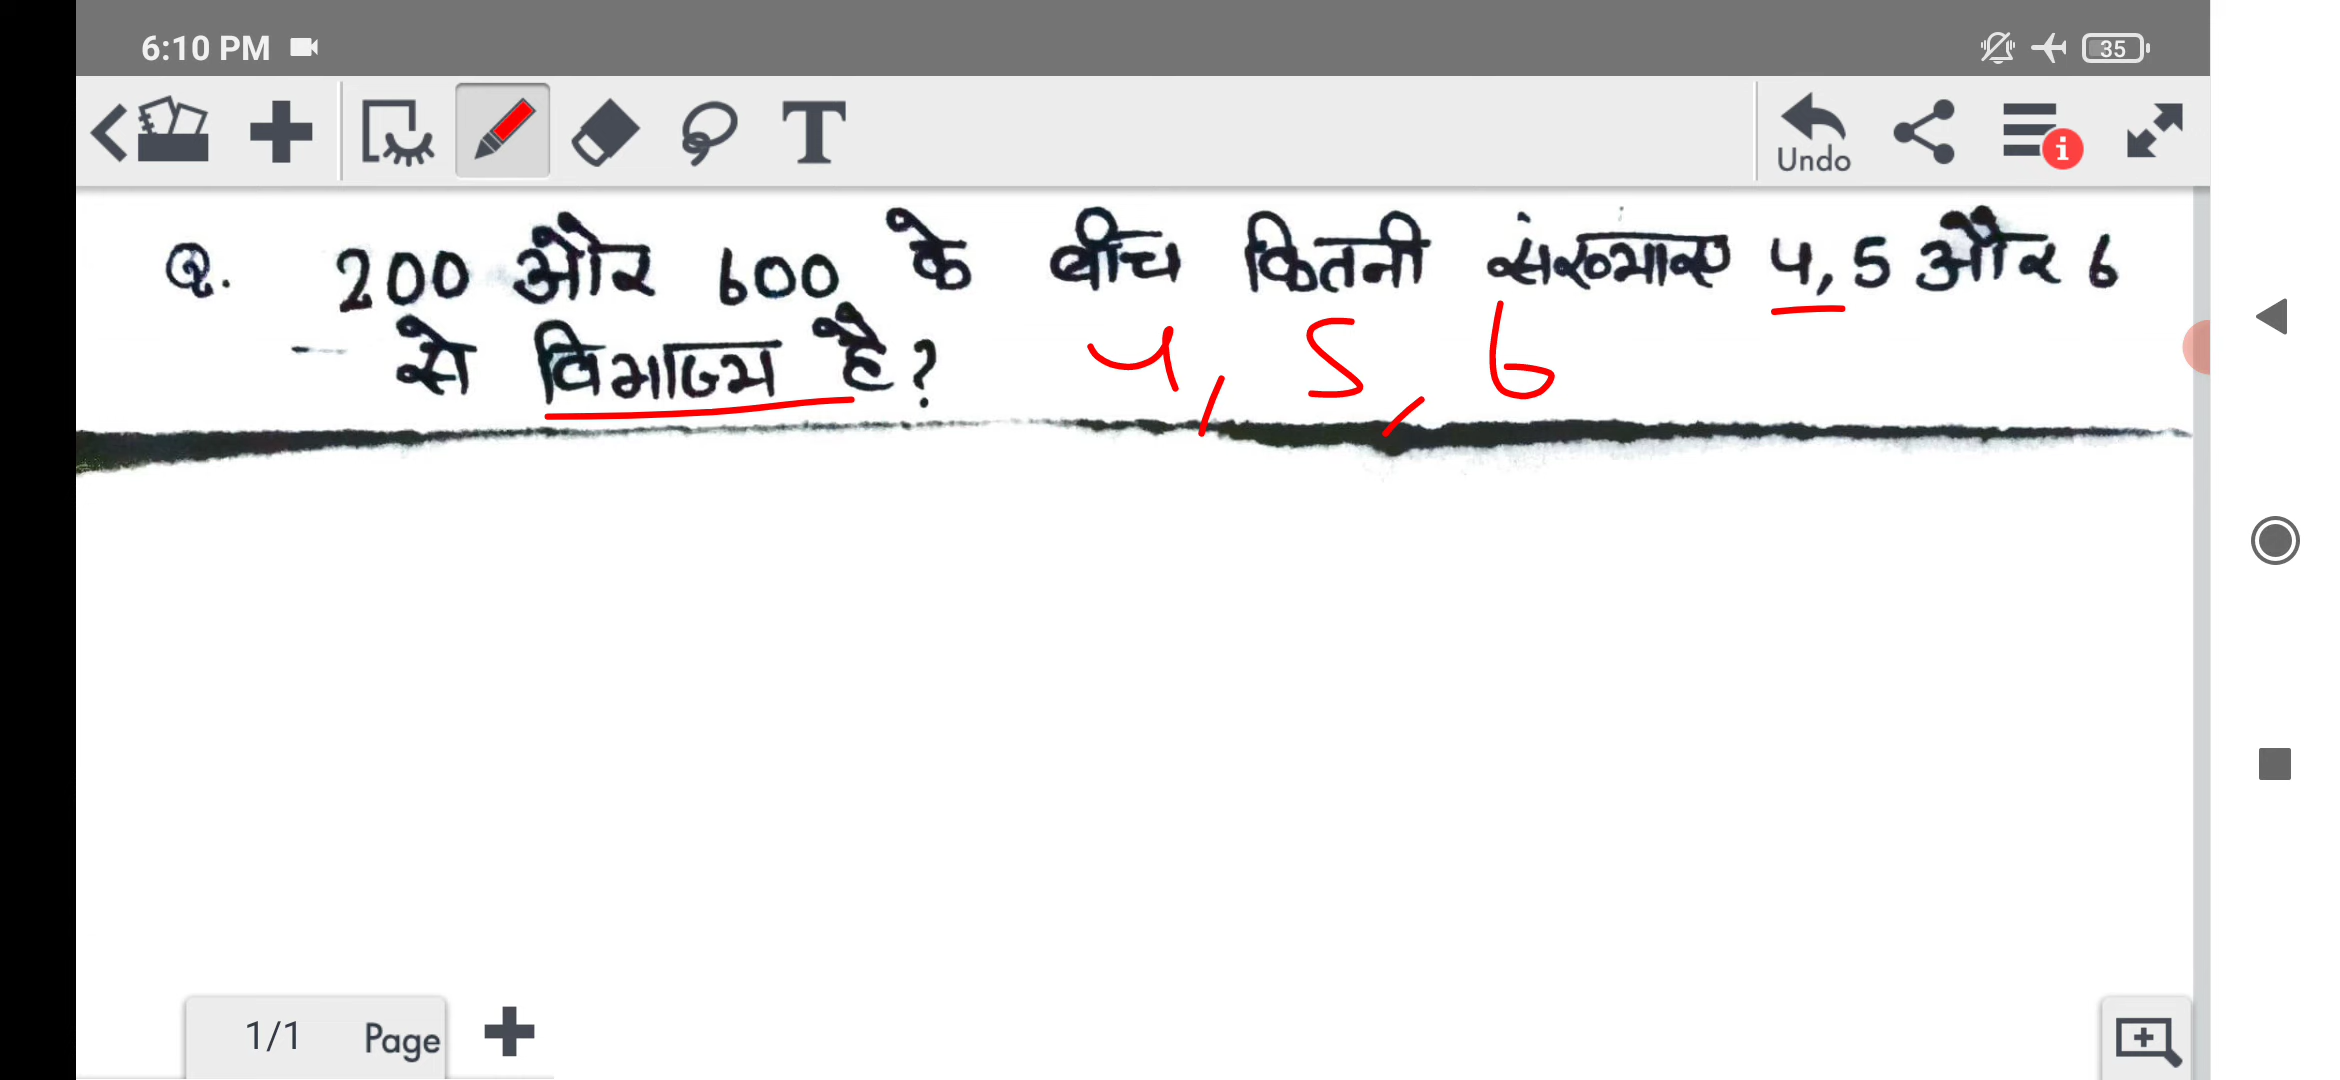 6:10 PM
35
T
Undo
i
Q. 200 और 600 के बीच कितनी संख्याएं 4, 5 और 6
से विभाज्य है?
4, 5, 6
1/1 Page